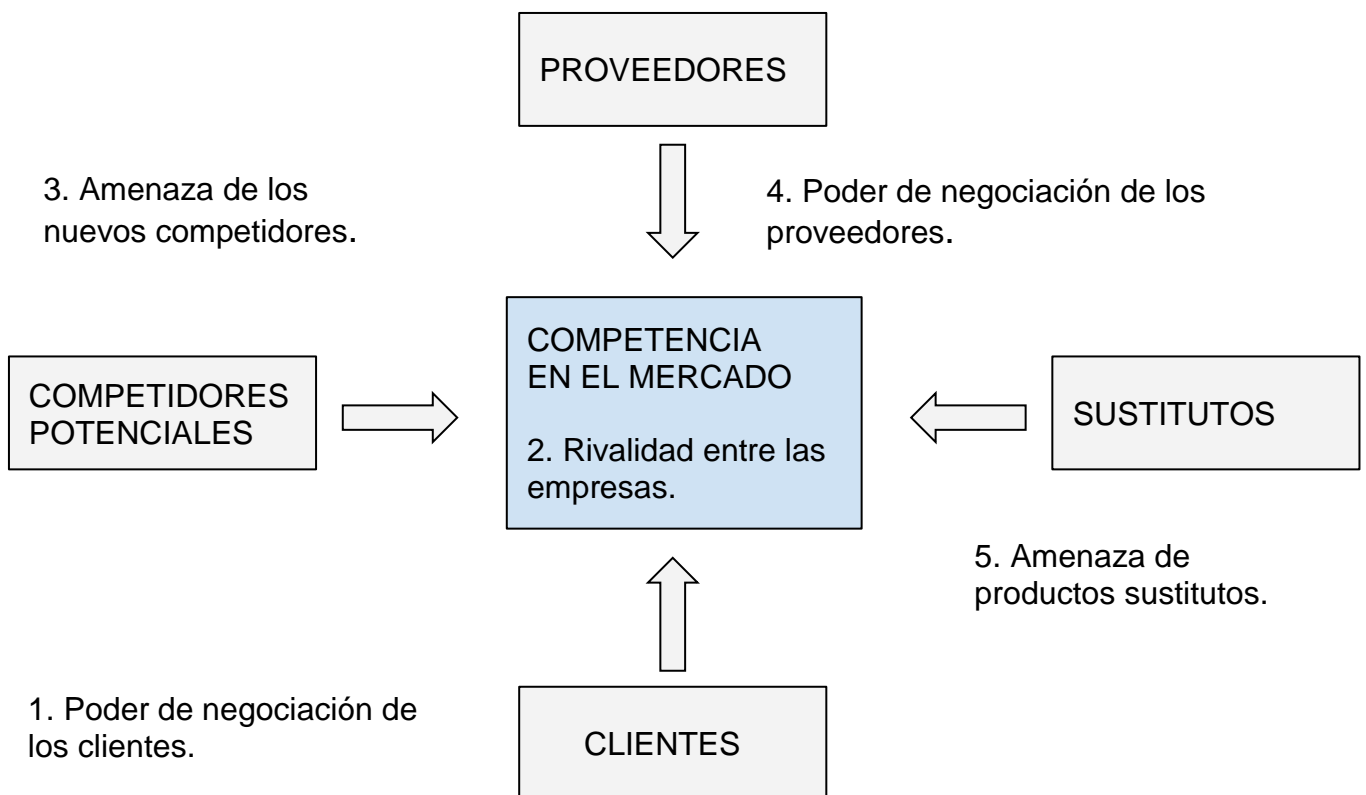 PROVEEDORES
3. Amenaza de los
nuevos competidores.
4. Poder de negociación de los
proveedores.
COMPETENCIA
EN EL MERCADO
2. Rivalidad entre las
empresas.
COMPETIDORES
POTENCIALES
SUSTITUTOS
5. Amenaza de
productos sustitutos.
1. Poder de negociación de
los clientes.
CLIENTES